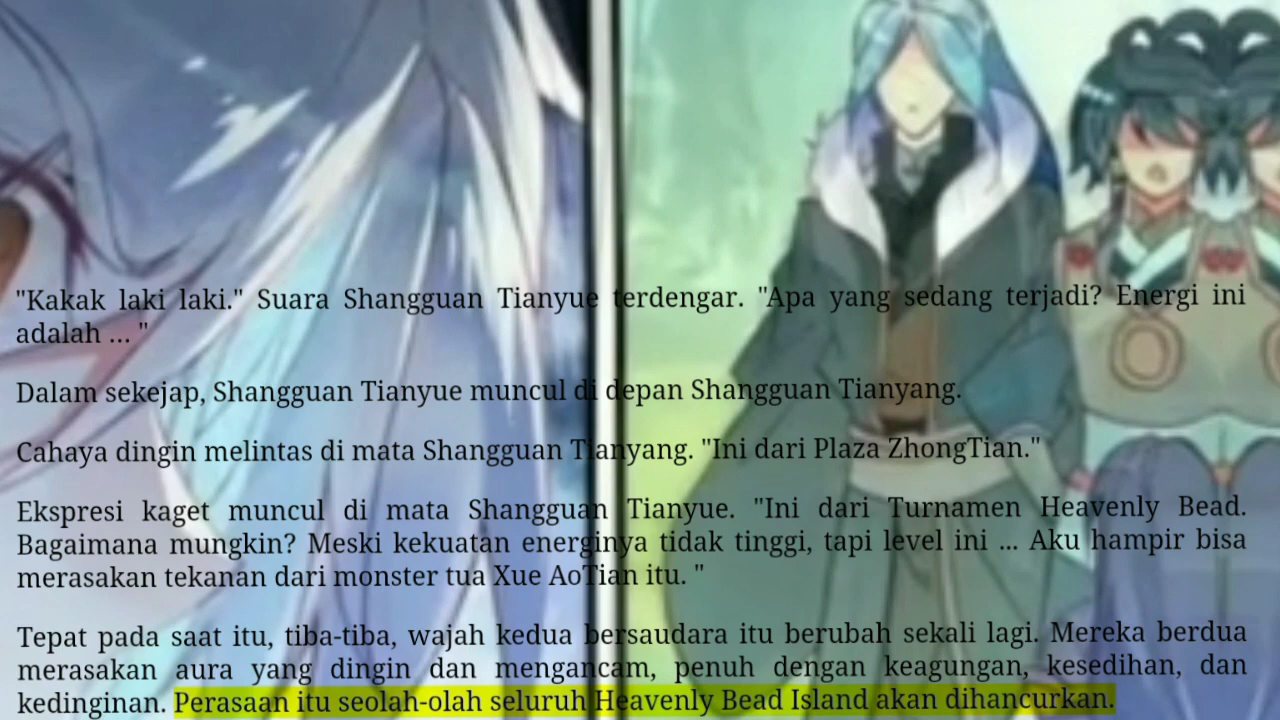 "Kakak laki laki." Suara Shangguan Tianyue terdengar. "Apa yang sedang terjadi? Energi ini
adalah ... "
Dalam sekejap, Shangguan Tianyue muncul di depan Shangguan Tianyang.
Cahaya dingin melintas di mata Shangguan Tianyang. "Ini dari Plaza ZhongTian."
Ekspresi kaget muncul di mata Shangguan Tianyue. "Ini dari Turnamen Heavenly Bead.
Bagaimana mungkin? Meski kekuatan energinya tidak tinggi, tapi level ini ... Aku hampir bisa
merasakan tekanan dari monster tua Xue AoTian itu. "
Tepat pada saat itu, tiba-tiba, wajah kedua bersaudara itu berubah sekali lagi. Mereka berdua
merasakan aura yang dingin dan mengancam, penuh dengan keagungan, kesedihan, dan
kedinginan. Perasaan itu seolah-olah seluruh Heavenly Bead Island akan dihancurkan.